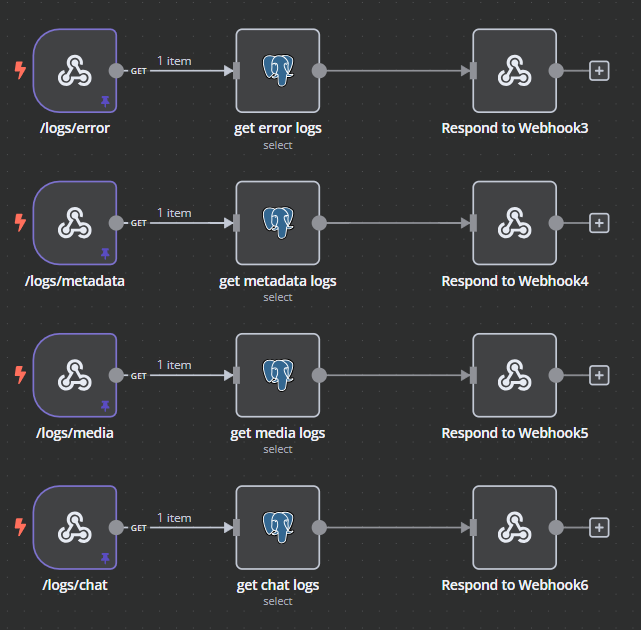 GET
1 item
/logs/error
get error logs
select
Respond to Webhook3
GET
1 item
/logs/metadata
get metadata logs
select
Respond to Webhook4
GET
1 item
/logs/media
get media logs
select
Respond to Webhook5
GET
1 item
/logs/chat
get chat logs
select
Respond to Webhook6